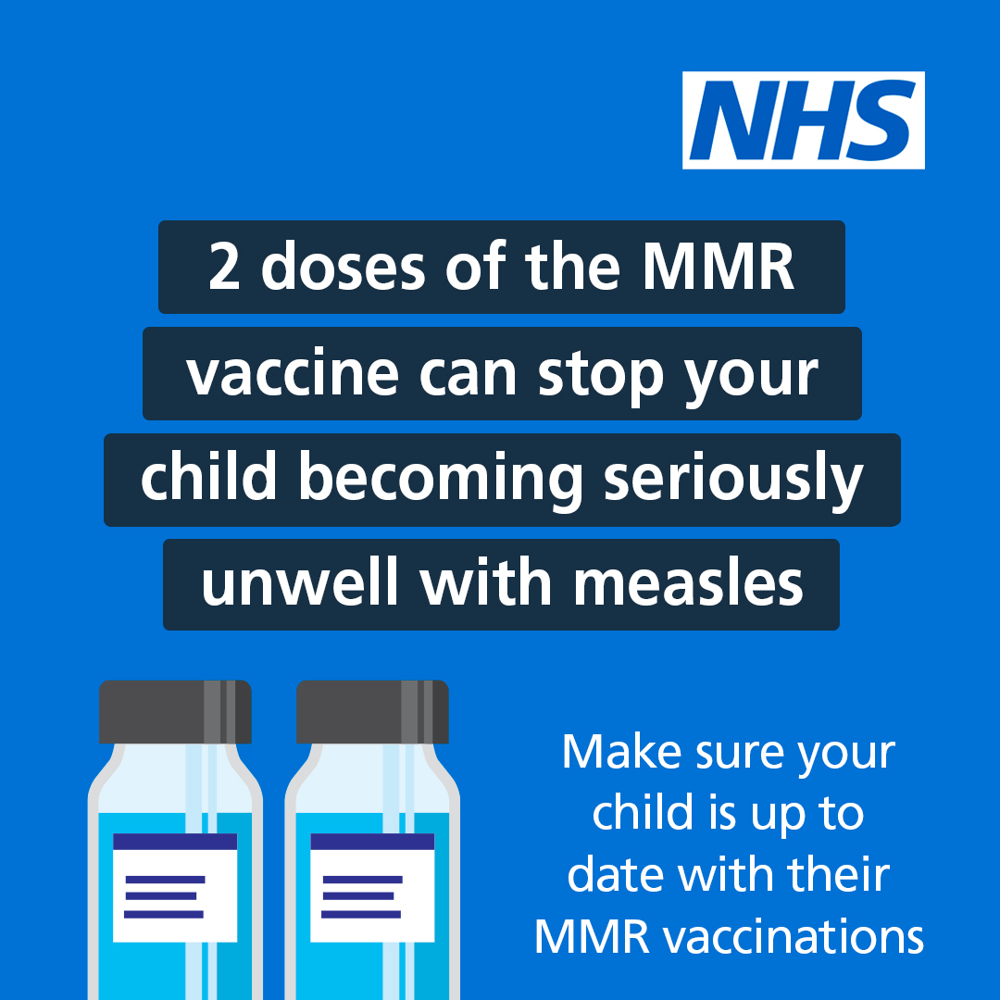 NHS
2 doses of the MMR
vaccine can stop your
child becoming seriously
unwell with measles
Make sure your
child is up to
date with their
MMR vaccinations